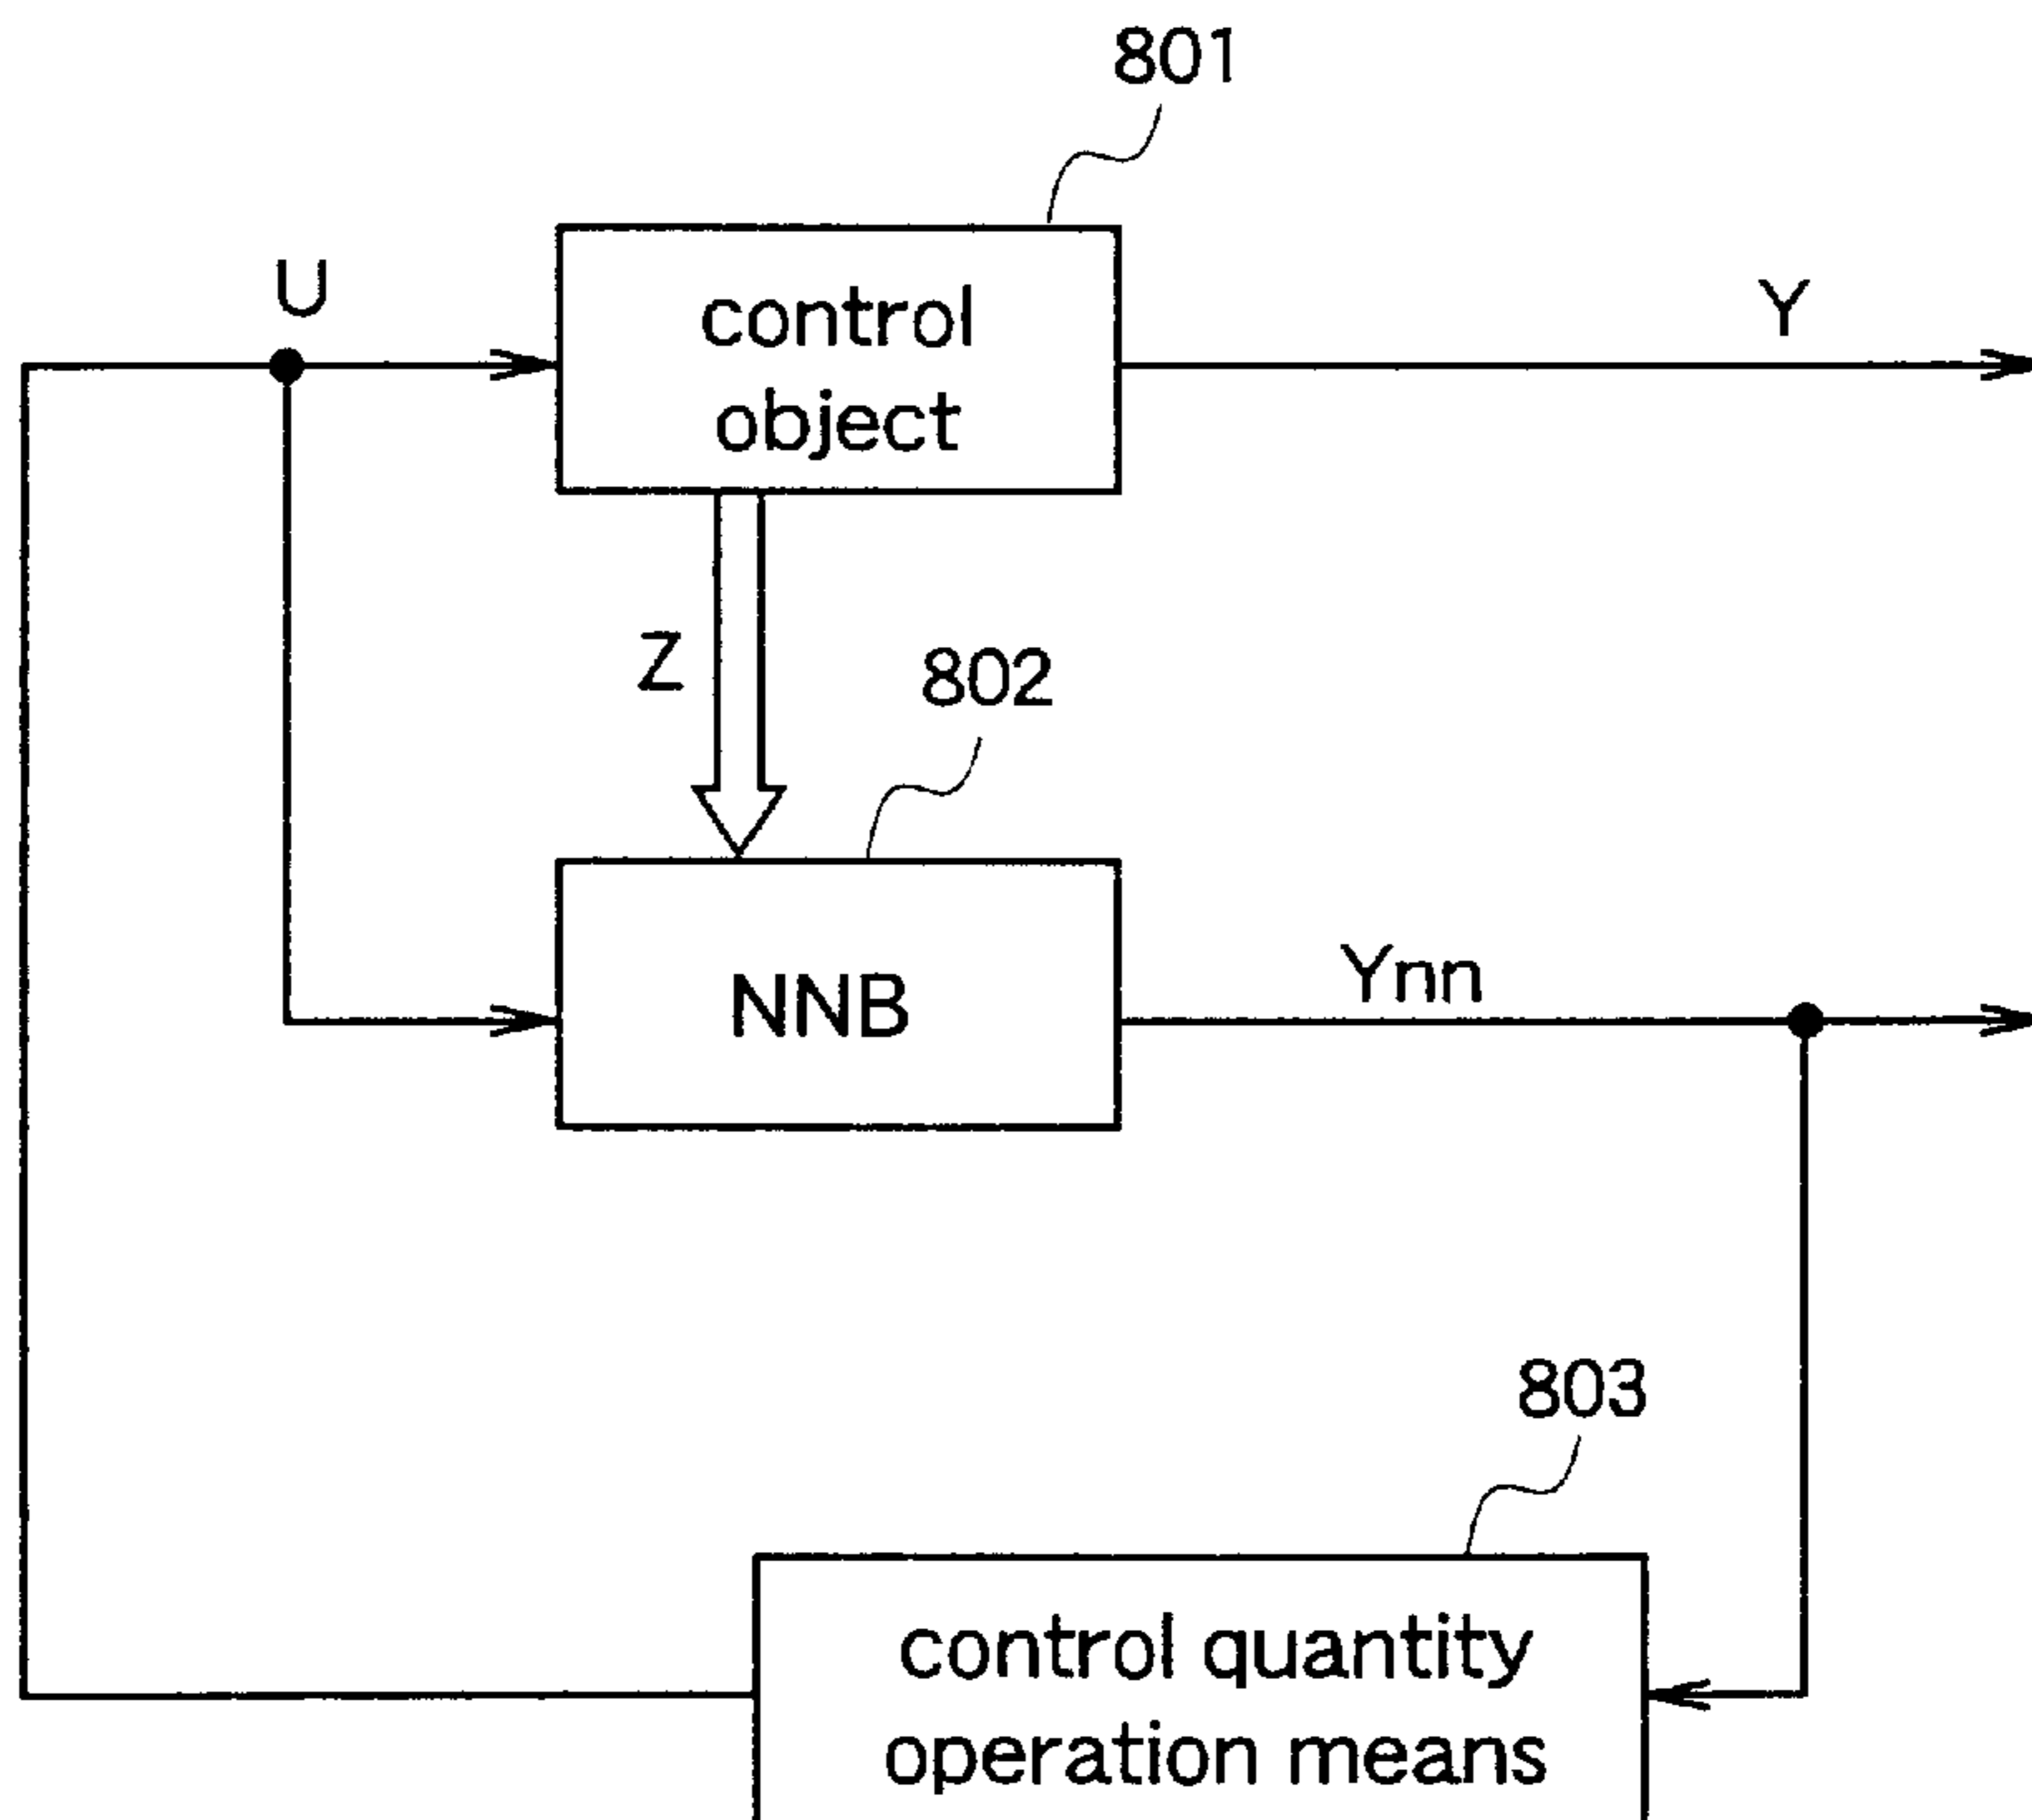 801
U
control
object
Y
Z
802
NNB
Ynn
803
control quantity
operation means